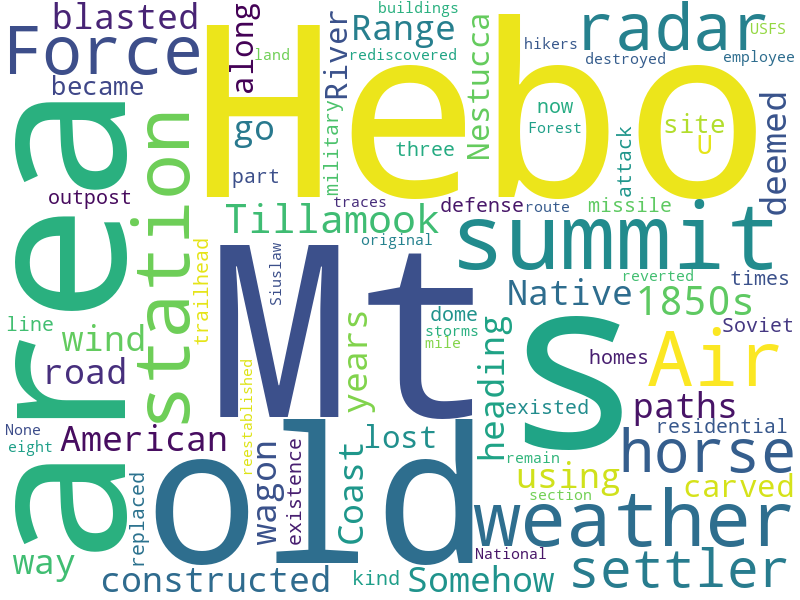 blasted
Force
became
go
along
land
River
buildings
Range
rediscovered
Nestucca
hikers
radar
USFS
destroyed
employee
Hebo
area
station
military
three
now
Forest
site
U
attack
deemed
part
outpost
traces
defense
route
missile
Tillamook
original
summit
trailhead
Siuslaw
Mt
reverted
times
Native
1850s
line
wind
dome
storms
mile
Soviet
road
years
heading
S
homes
Air
None
eight
American
reestablished
existed
paths
residential
wagon
existence
Coast
lost
remain
horse
replaced
old
using
section
carved
weather
way
constructed
kind
Somehow
National
settler